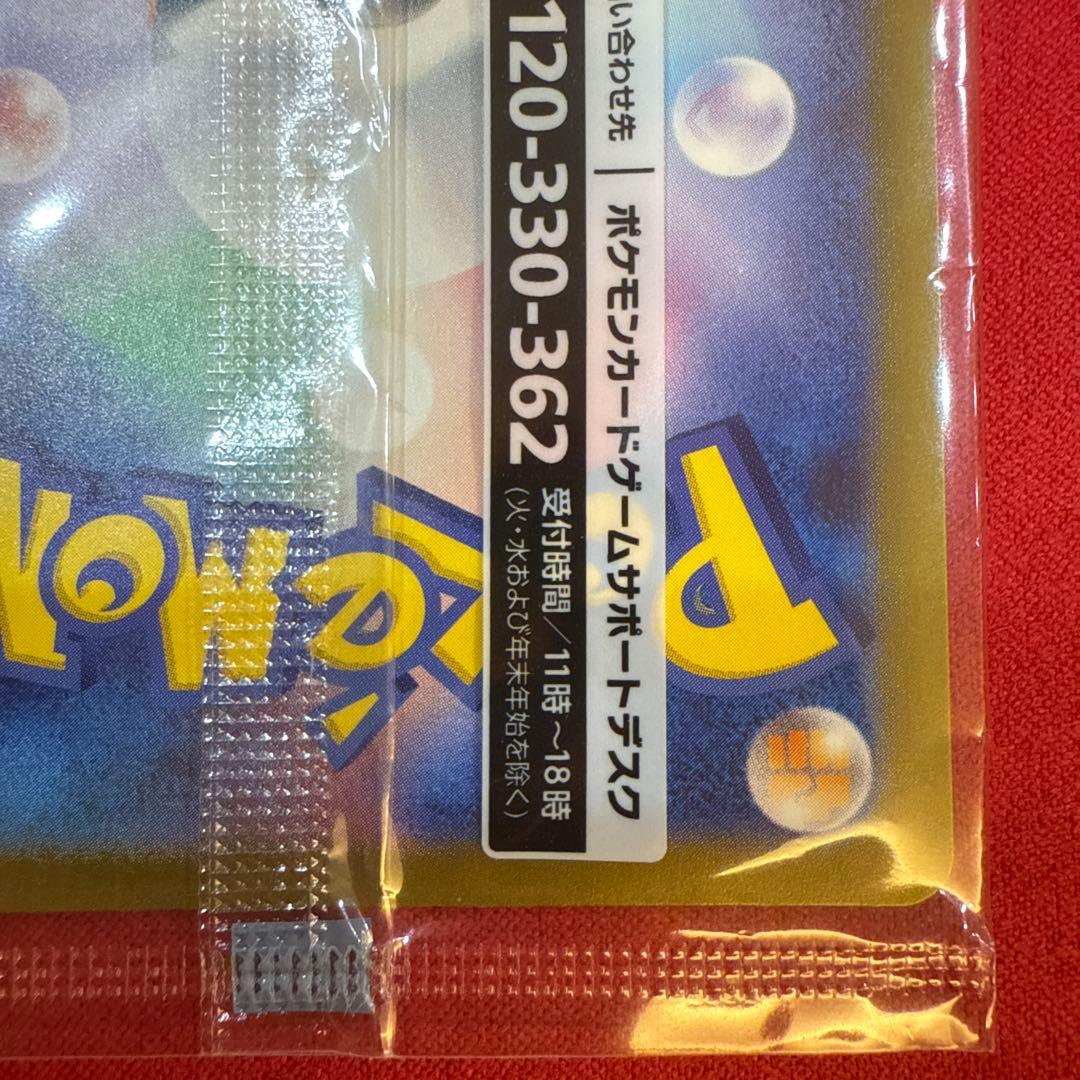 い合わせ先 | ポケモンカードゲームサポートデスク
120-330-362 受付時間/11時〜18時
(火・水および年末年始を除く)
Pokémon